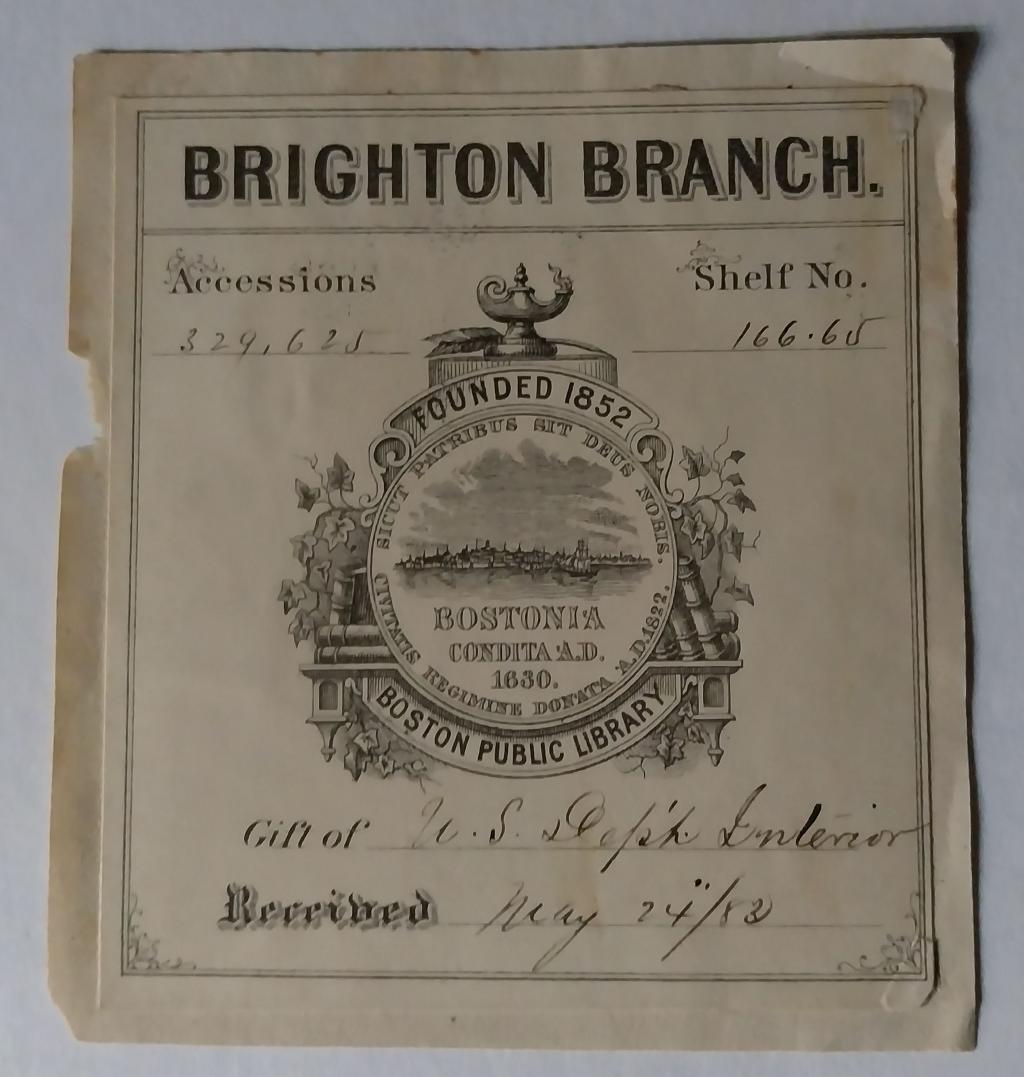 BRIGHTON BRANCH.
Accessions
Shelf No.
329,625
166.65
FOUNDED 1852
SICUT PATRIBUS SIT DEUS NOBIS.
BOSTONIA
CONDITA A.D.
1630.
CIVITATIS REGIMINE DONATA A.D. 1822.
BOSTON PUBLIC LIBRARY
Gift of U.S. Dep't. Interior
Received May 24/83